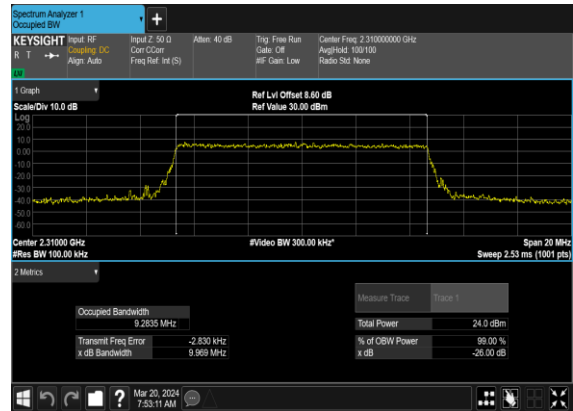 Spectrum Analyzer 1
Occupied BW
+
KEYSIGHT
R T
LW
Input: RF
Coupling: DC
Align: Auto
Input Z: 50 Ω
Corr CCorr
Freq Ref: Int (S)
Atten: 40 dB
Trig: Free Run
Gate: Off
#IF Gain: Low
Center Freq: 2.310000000 GHz
Avg|Hold: 100/100
Radio Std: None
1 Graph
Scale/Div 10.0 dB
Ref Lvl Offset 8.60 dB
Ref Value 30.00 dBm
Log
20.0
10.0
0.00
-10.0
-20.0
-30.0
-40.0
-50.0
-60.0
Center 2.31000 GHz
#Res BW 100.00 kHz
#Video BW 300.00 kHz*
Span 20 MHz
Sweep 2.53 ms (1001 pts)
2 Metrics
Measure Trace Trace 1
Occupied Bandwidth
9.2835 MHz
Total Power 24.0 dBm
Transmit Freq Error -2.830 kHz
% of OBW Power 99.00 %
x dB Bandwidth 9.969 MHz
x dB -26.00 dB
?
Mar 20, 2024
7:53:11 AM